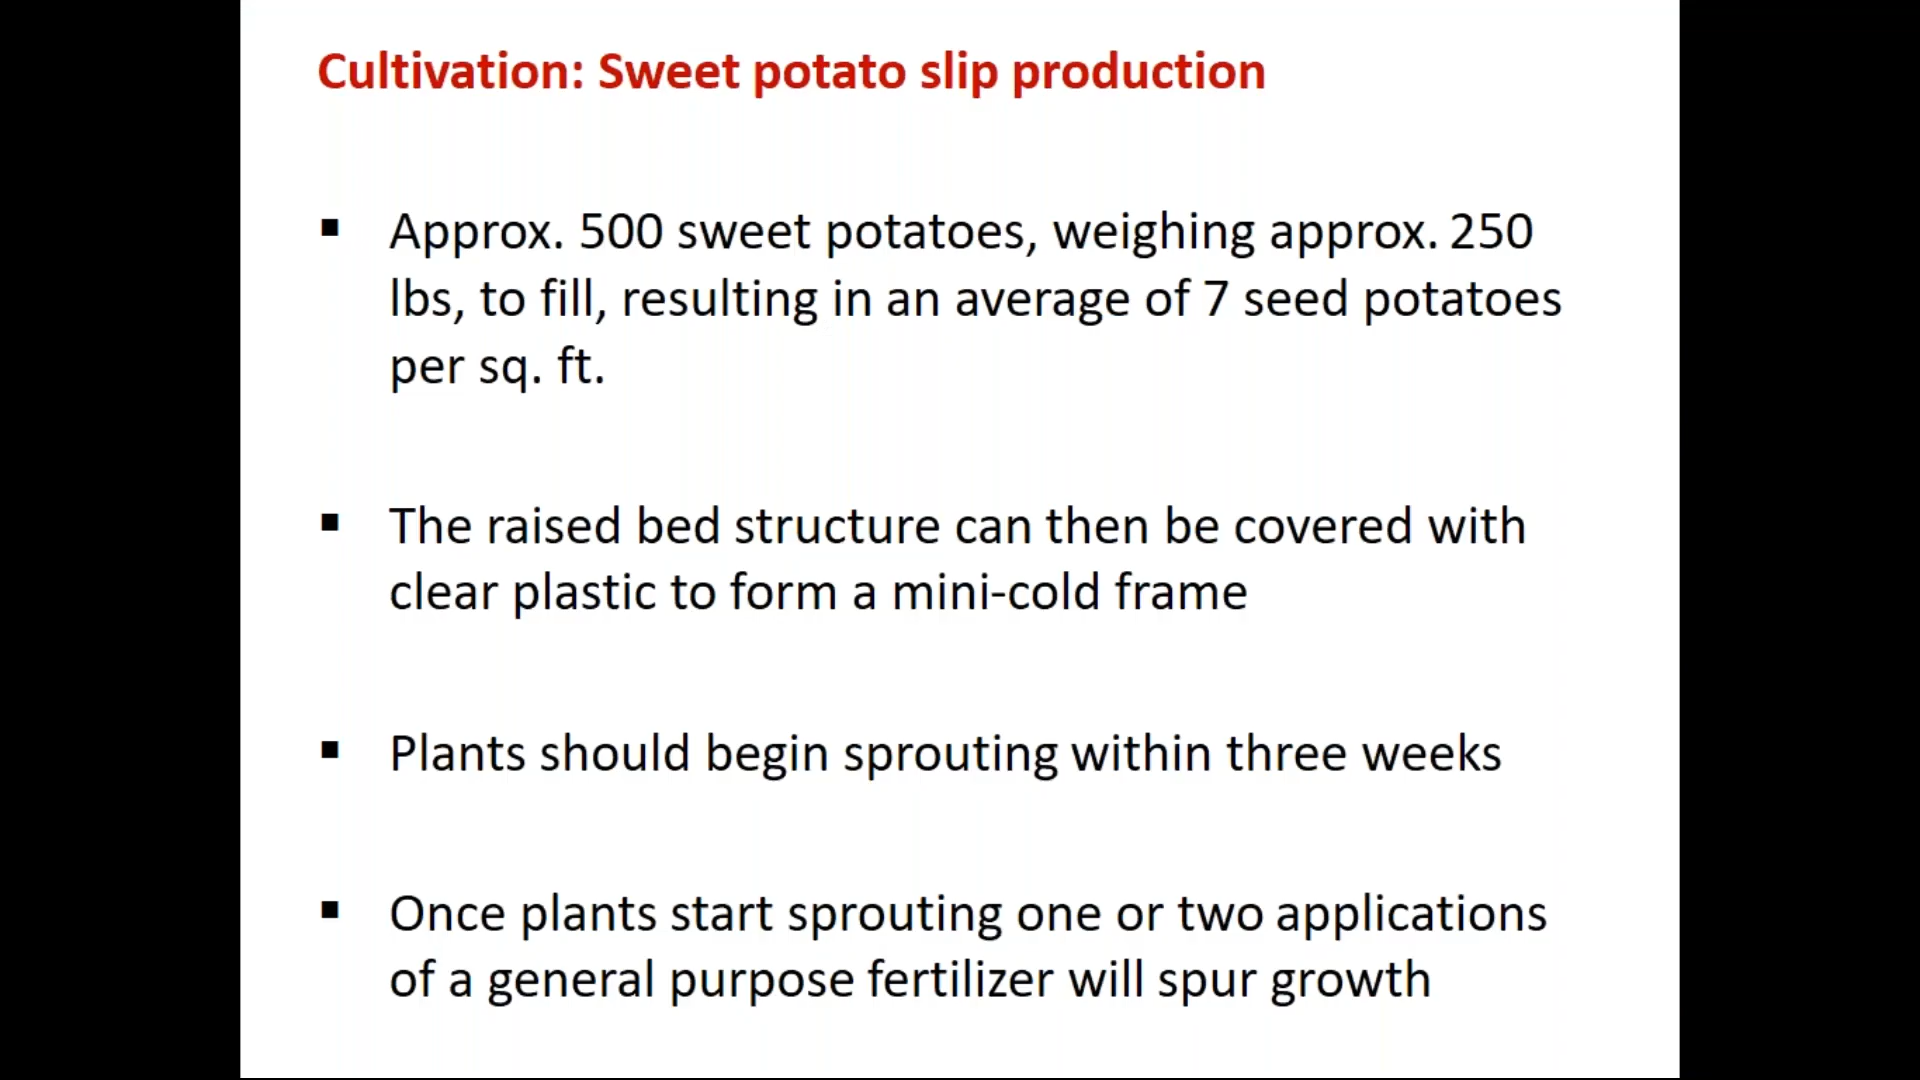 Cultivation: Sweet potato slip production
▪ Approx. 500 sweet potatoes, weighing approx. 250
lbs, to fill, resulting in an average of 7 seed potatoes
per sq. ft.
▪ The raised bed structure can then be covered with
clear plastic to form a mini-cold frame
▪ Plants should begin sprouting within three weeks
▪ Once plants start sprouting one or two applications
of a general purpose fertilizer will spur growth